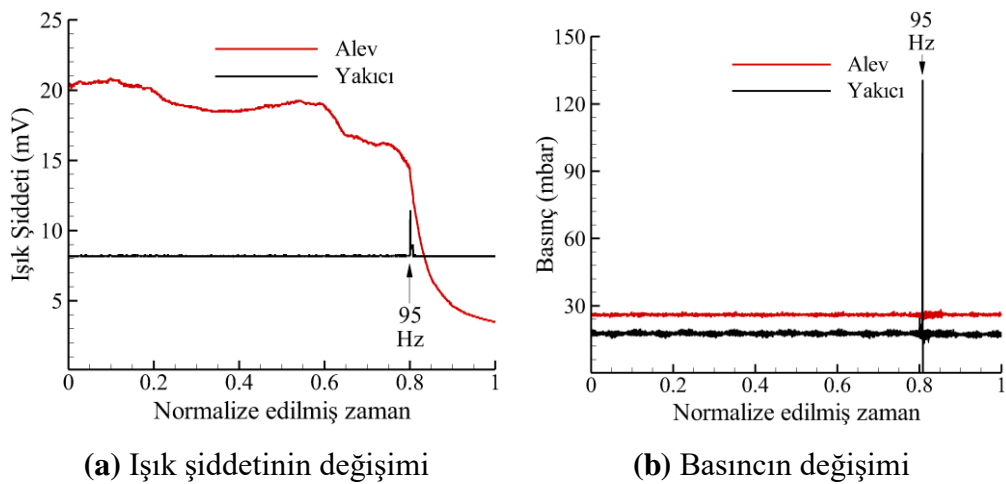 25
20
15
10
5
Işık Şiddeti (mV)
Alev
Yakıcı
95
Hz
0 0.2 0.4 0.6 0.8 1
Normalize edilmiş zaman
(a) Işık şiddetinin değişimi
95
Hz
150
120
90
60
30
Basınç (mbar)
Alev
Yakıcı
0 0.2 0.4 0.6 0.8 1
Normalize edilmiş zaman
(b) Basıncın değişimi